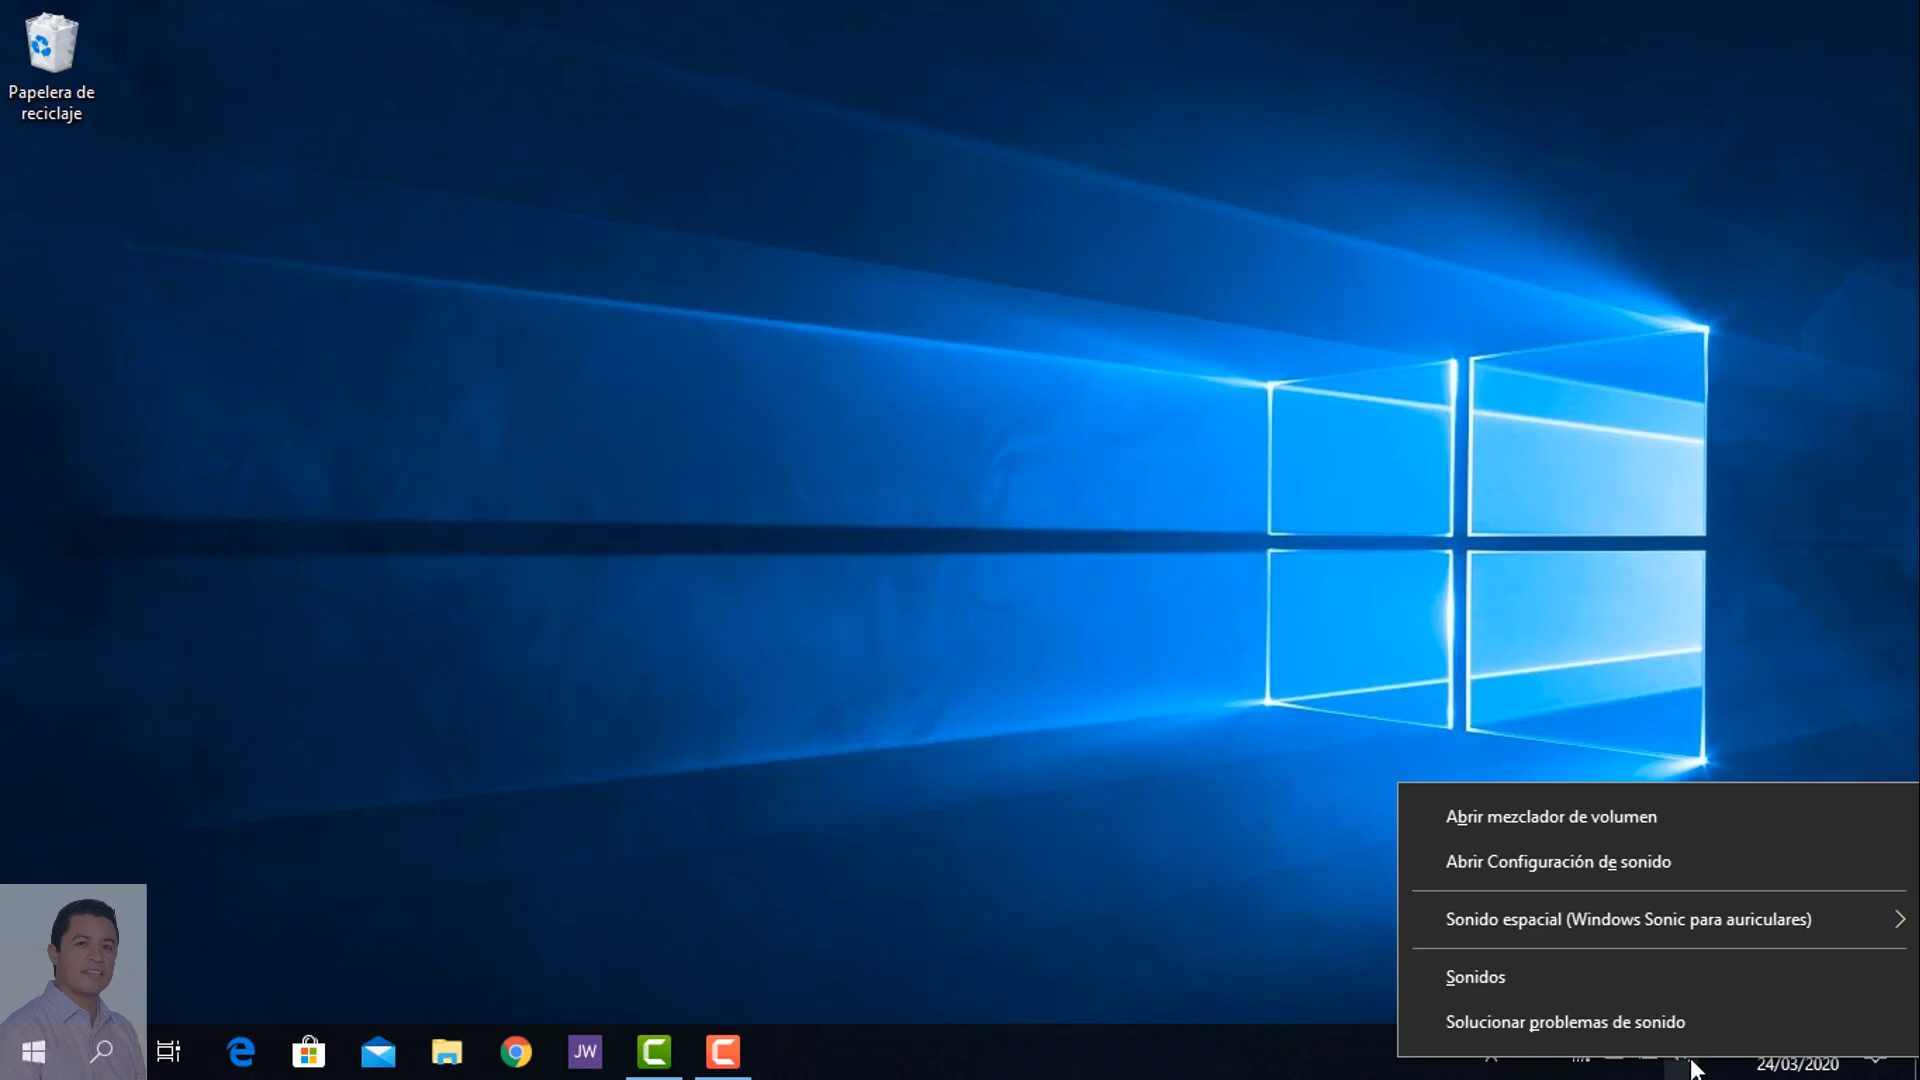 Papelera de
reciclaje
Abrir mezclador de volumen
Abrir Configuración de sonido
Sonido espacial (Windows Sonic para auriculares)
Sonidos
Solucionar problemas de sonido
JW
24/03/2020